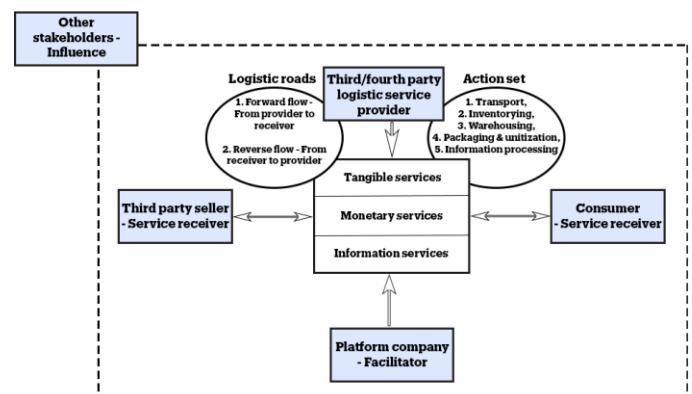 Other
stakeholders -
Influence
Logistic roads
1. Forward flow -
From provider to
receiver
2. Reverse flow - From
receiver to provider
Third/fourth party
logistic service
provider
Action set
1. Transport,
2. Inventorying,
3. Warehousing,
4. Packaging & unitization,
5. Information processing
Tangible services
Monetary services
Information services
Third party seller
- Service receiver
Consumer
- Service receiver
Platform company
- Facilitator